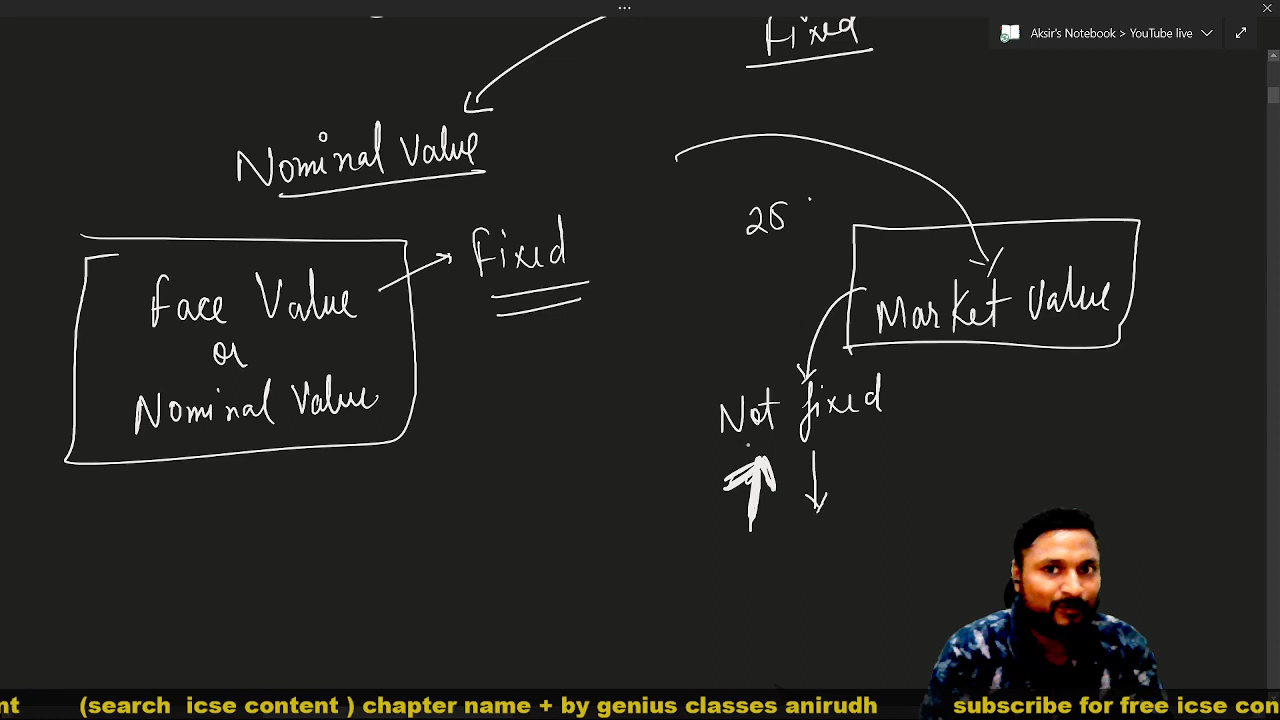 Fixed
Aksir's Notebook > YouTube live
Nominal Value
Fixed
Face Value
or
Nominal Value
Market Value
Not fixed
nt (search icse content ) chapter name + by genius classes anirudh subscribe for free icse con